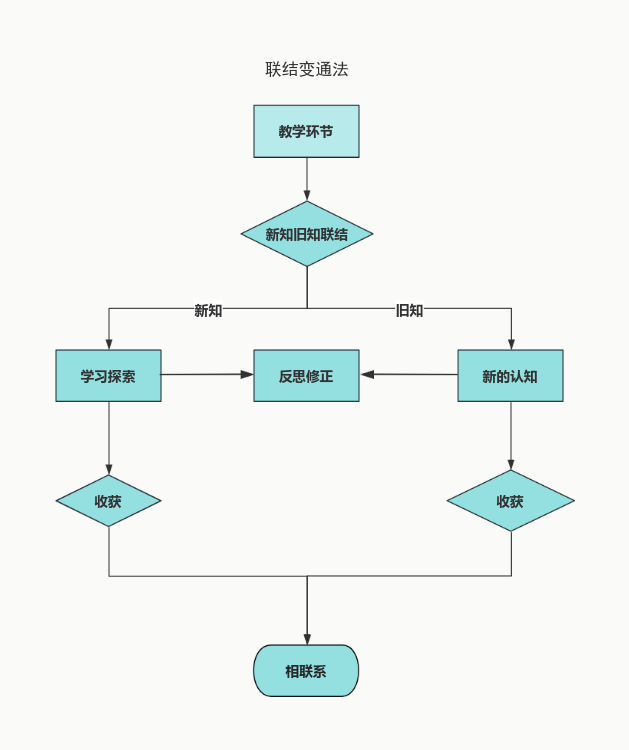 联结变通法
教学环节
新知旧知联结
新知
旧知
学习探索
反思修正
新的认知
收获
收获
相联系